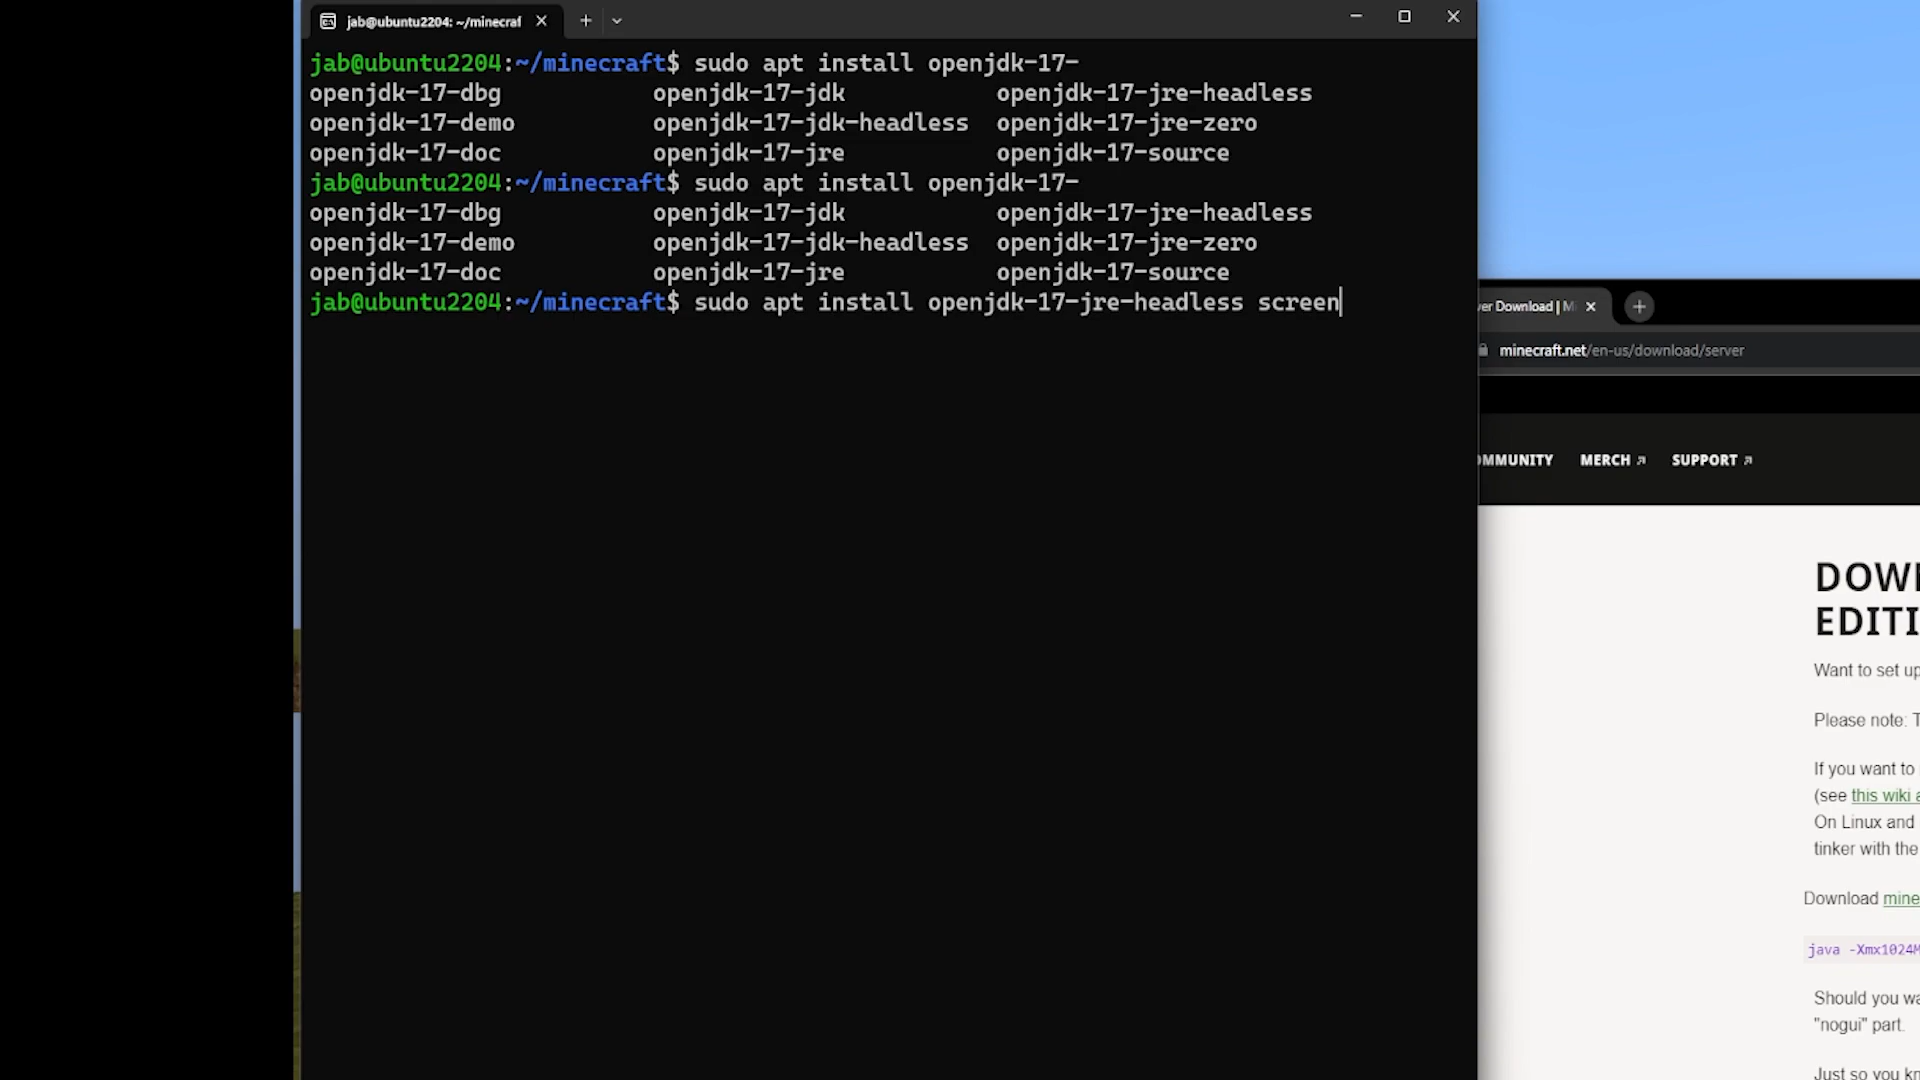 jab@ubuntu2204: ~/minecraf
jab@ubuntu2204:~/minecraft$ sudo apt install openjdk-17-
openjdk-17-dbg openjdk-17-jdk openjdk-17-jre-headless
openjdk-17-demo openjdk-17-jdk-headless openjdk-17-jre-zero
openjdk-17-doc openjdk-17-jre openjdk-17-source
jab@ubuntu2204:~/minecraft$ sudo apt install openjdk-17-
openjdk-17-dbg openjdk-17-jdk openjdk-17-jre-headless
openjdk-17-demo openjdk-17-jdk-headless openjdk-17-jre-zero
openjdk-17-doc openjdk-17-jre openjdk-17-source
jab@ubuntu2204:~/minecraft$ sudo apt install openjdk-17-jre-headless screen
ver Download | Mi
minecraft.net/en-us/download/server
OMMUNITY MERCH SUPPORT
DOW
EDITI
Want to set up
Please note: T
If you want to
(see this wiki a
On Linux and
tinker with the
Download mine
java -Xmx1024M
Should you wa
"nogui" part.
Just so you kn